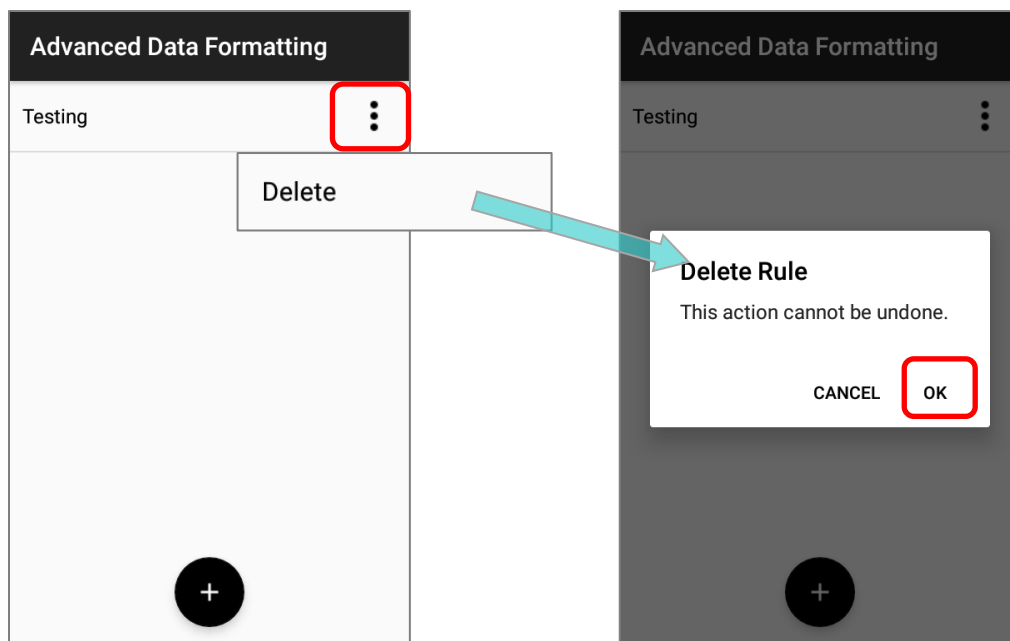 Advanced Data Formatting
Testing
Delete
+
Advanced Data Formatting
Testing
Delete Rule
This action cannot be undone.
CANCEL OK
+